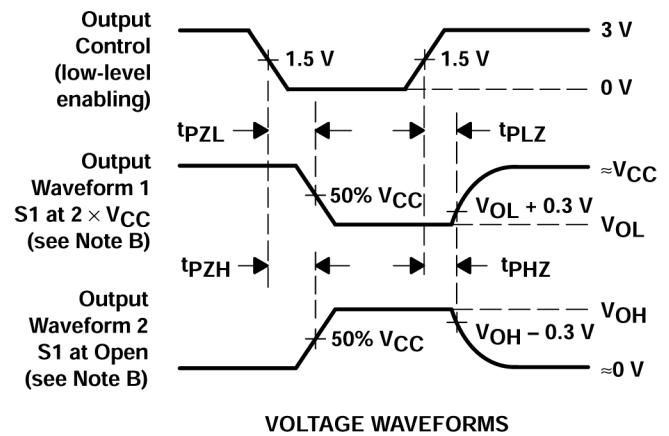 Output
Control
(low-level
enabling)
1.5 V
1.5 V
3 V
0 V
tPZL
tPLZ
Output
Waveform 1
S1 at 2 × VCC
(see Note B)
50% VCC
VOL + 0.3 V
≈VCC
VOL
tPZH
tPHZ
Output
Waveform 2
S1 at Open
(see Note B)
50% VCC
VOH – 0.3 V
VOH
≈0 V
VOLTAGE WAVEFORMS